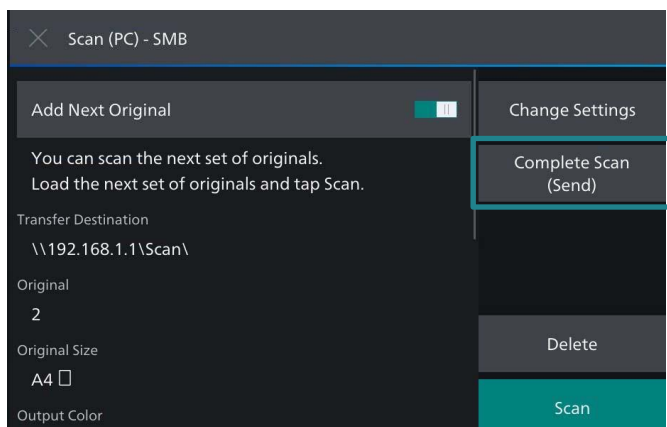 Scan (PC) - SMB
Add Next Original
You can scan the next set of originals.
Load the next set of originals and tap Scan.
Transfer Destination
\\192.168.1.1\Scan\
Original
2
Original Size
A4
Output Color
Change Settings
Complete Scan
(Send)
Delete
Scan